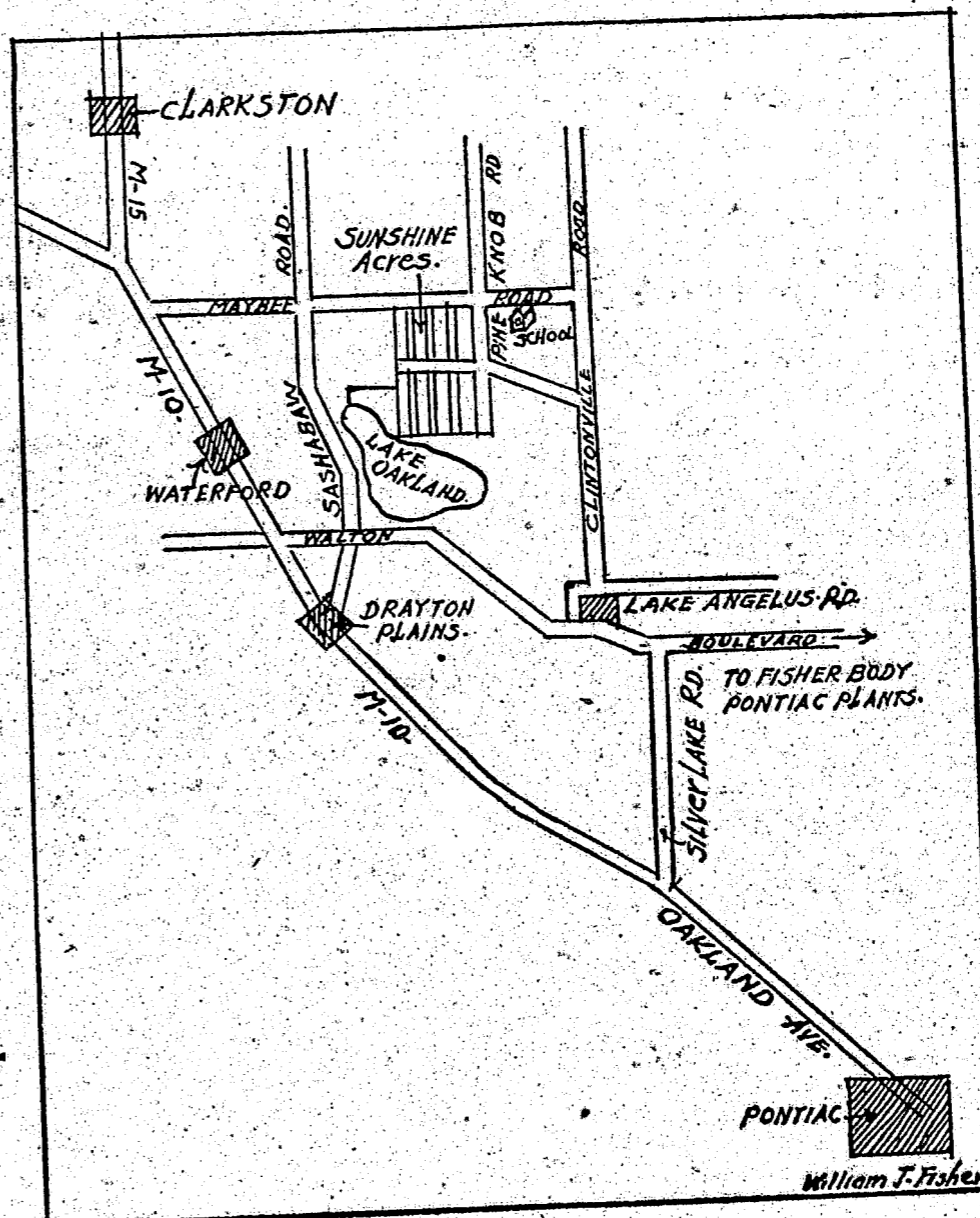 CLARKSTON
M-15
ROAD.
SUNSHINE
Acres.
KNOB RD
ROAD
MAYBEE
ROAD
PINE
SCHOOL
M-10.
SASHABAW
LAKE
OAKLAND.
CLINTONVILLE
WATERFORD
WALTON
DRAYTON
PLAINS.
LAKE ANGELUS RD.
BOULEVARD
TO FISHER BODY
PONTIAC PLANTS.
M-10
SILVER LAKE RD.
OAKLAND AVE.
PONTIAC
William J. Fisher